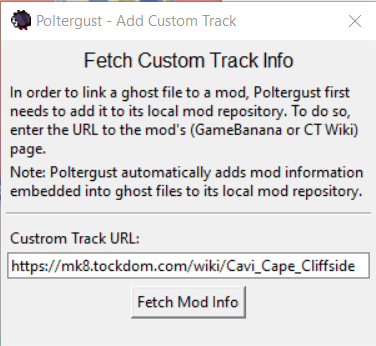 Poltergust - Add Custom Track
Fetch Custom Track Info
In order to link a ghost file to a mod, Poltergust first
needs to add it to its local mod repository. To do so,
enter the URL to the mod's (GameBanana or CT Wiki)
page.
Note: Poltergust automatically adds mod information
embedded into ghost files to its local mod repository.
Custrom Track URL:
https://mk8.tockdom.com/wiki/Cavi_Cape_Cliffside
Fetch Mod Info